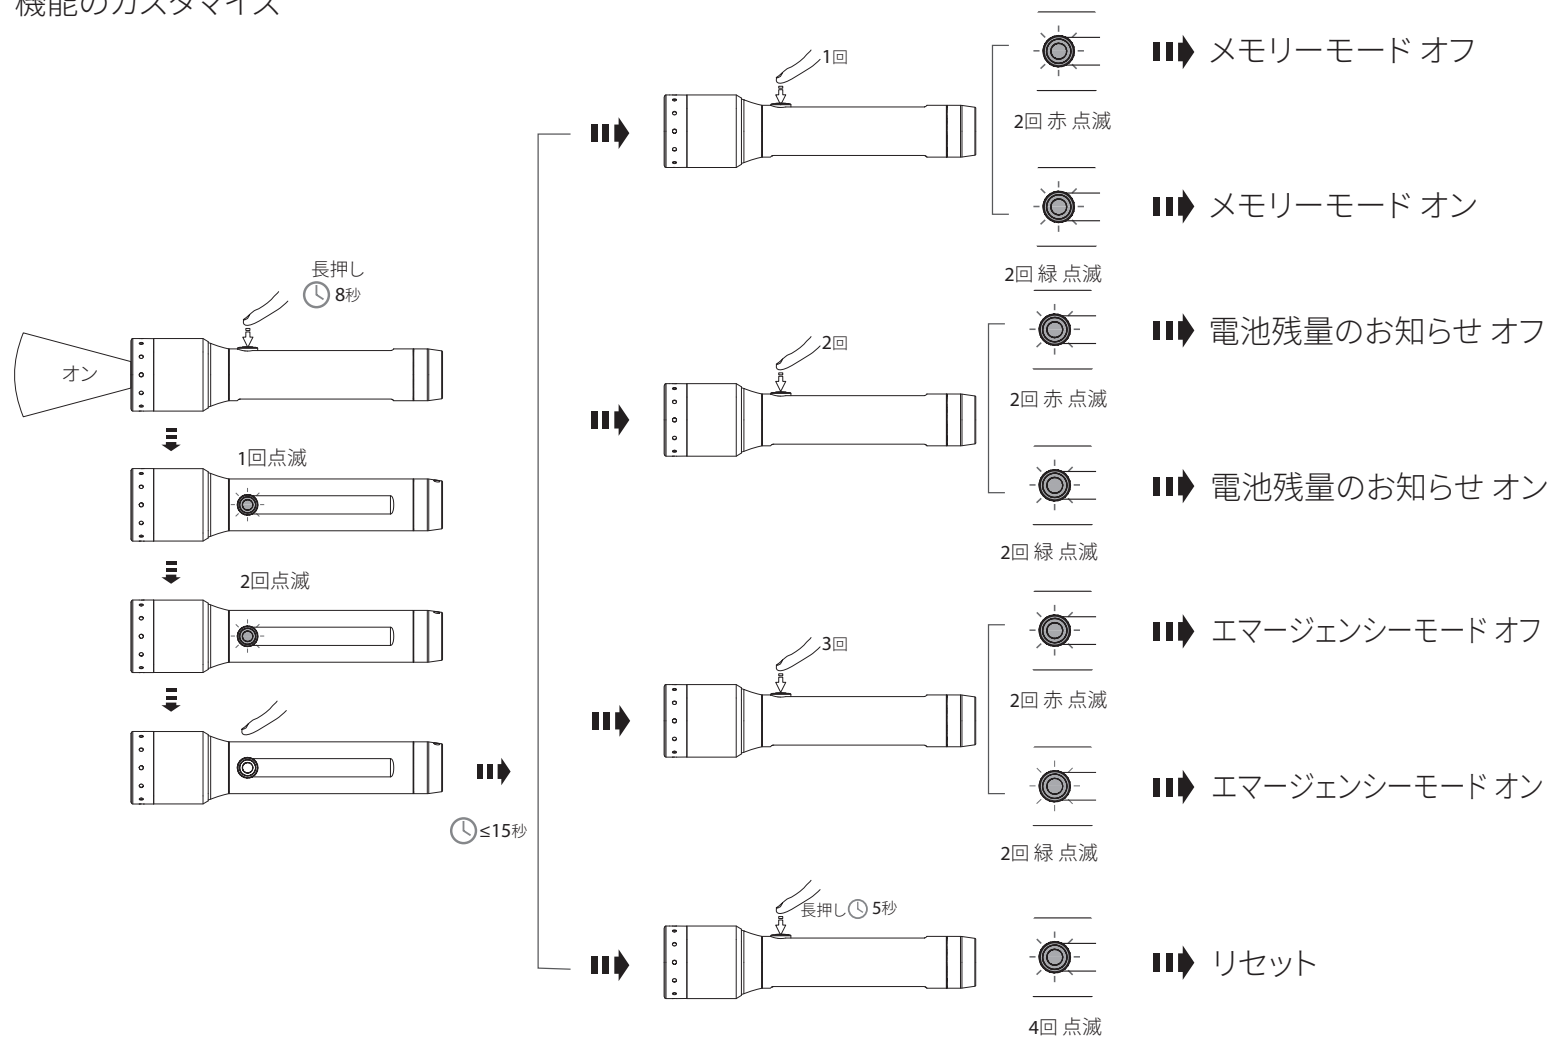 機能のカスタマイズ
長押し
8秒
オン
1回点滅
2回点滅
≤15秒
1回
2回 赤 点滅
メモリーモード オフ
2回 緑 点滅
メモリーモード オン
2回
2回 赤 点滅
電池残量のお知らせ オフ
2回 緑 点滅
電池残量のお知らせ オン
3回
2回 赤 点滅
エマージェンシーモード オフ
2回 緑 点滅
エマージェンシーモード オン
長押し 5秒
4回 点滅
リセット